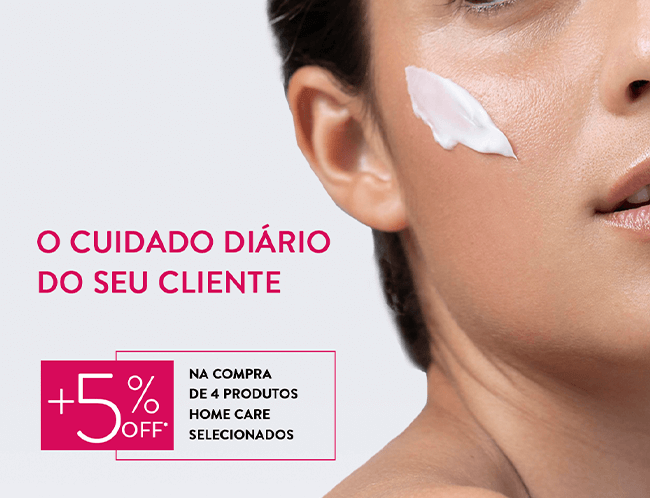 O CUIDADO DIÁRIO
DO SEU CLIENTE
+5% OFF*
NA COMPRA
DE 4 PRODUTOS
HOME CARE
SELECIONADOS